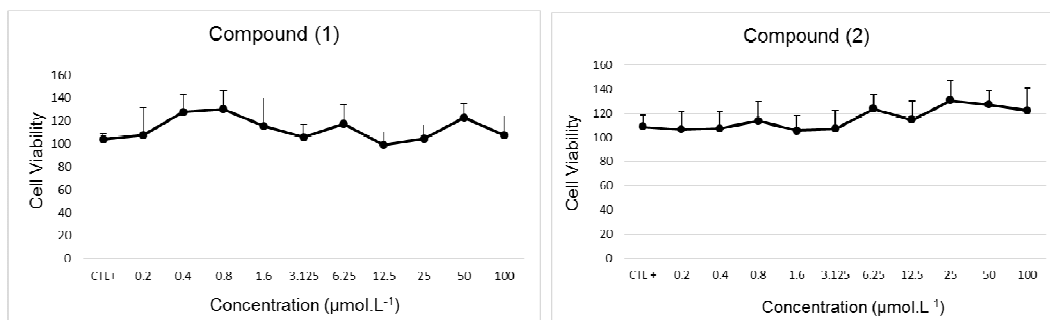 Compound (1)
160
140
120
100
80
60
40
20
0
Cell Viability
CTL+ 0.2 0.4 0.8 1.6 3.125 6.25 12.5 25 50 100
Concentration (µmol.L⁻¹)
Compound (2)
160
140
120
100
80
60
40
20
0
Cell Viability
CTL + 0.2 0.4 0.8 1.6 3.125 6.25 12.5 25 50 100
Concentration (µmol.L⁻¹)